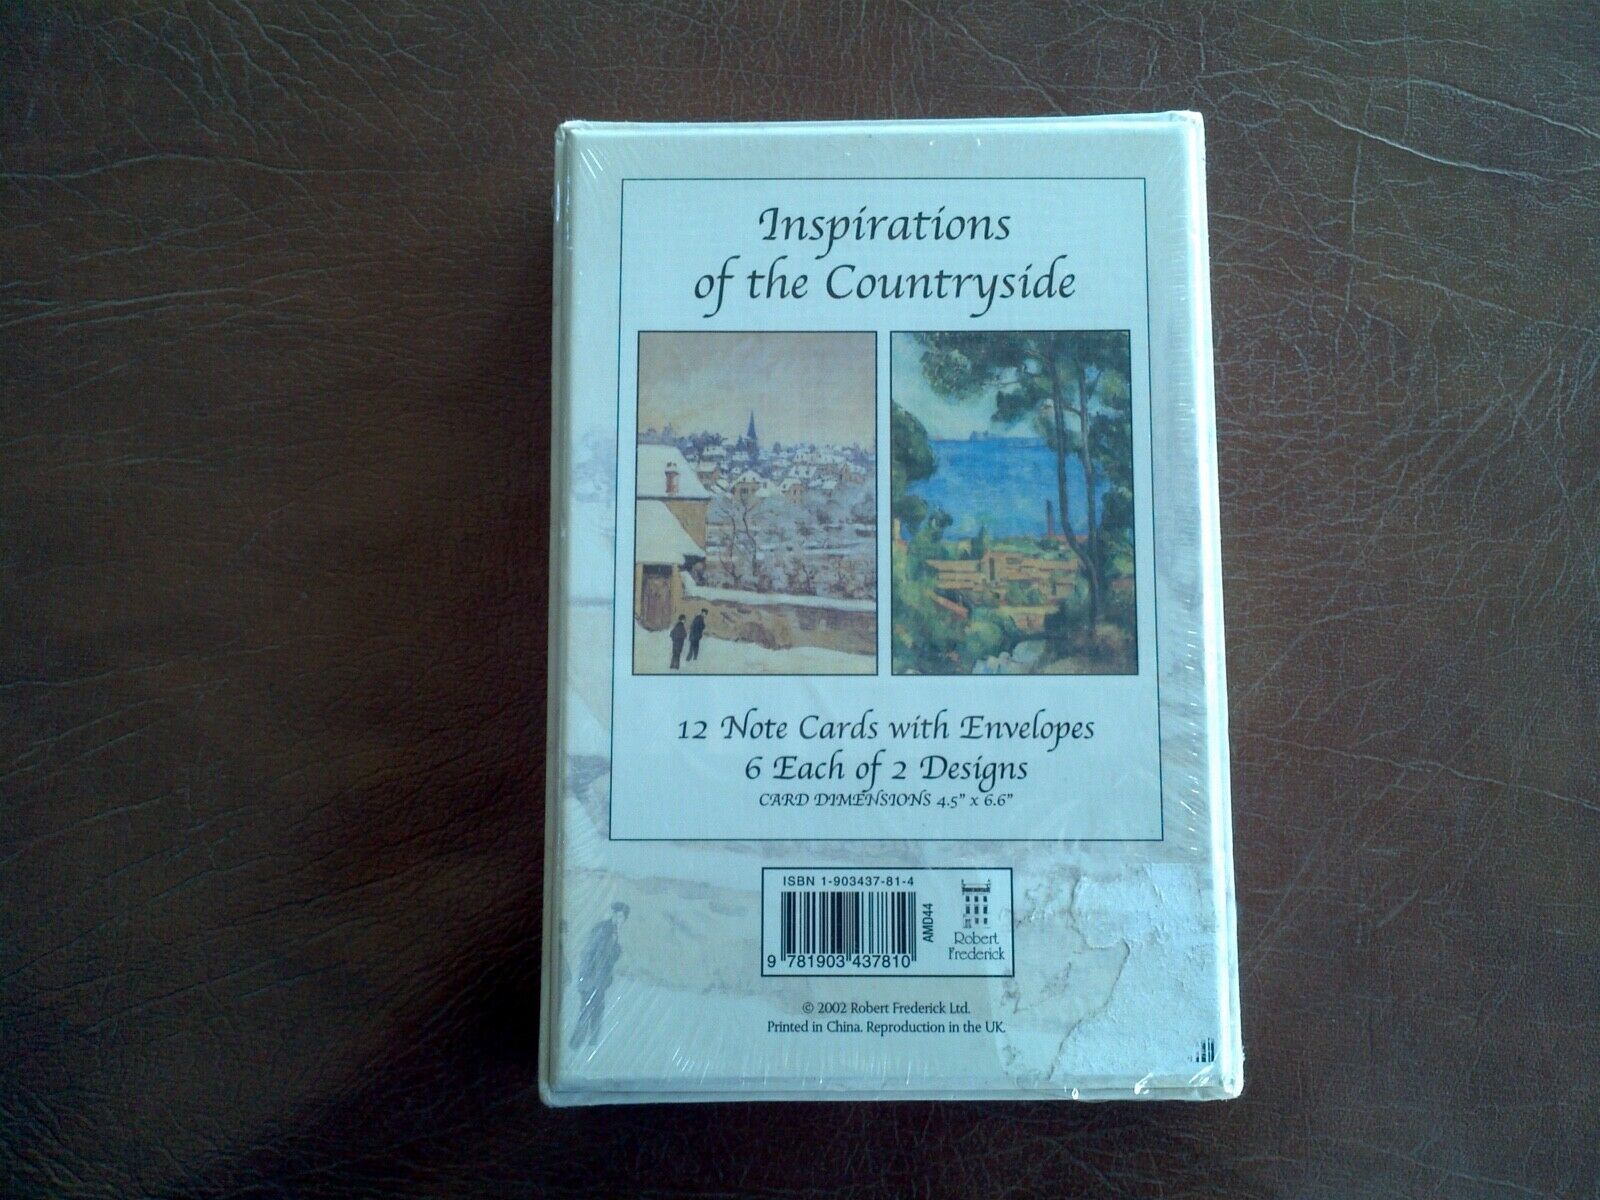 Inspirations
of the Countryside
12 Note Cards with Envelopes
6 Each of 2 Designs
CARD DIMENSIONS 4.5" x 6.6"
ISBN 1-903437-81-4
9 781903 437810
AMD44
Robert
Frederick
© 2002 Robert Frederick Ltd.
Printed in China. Reproduction in the UK.